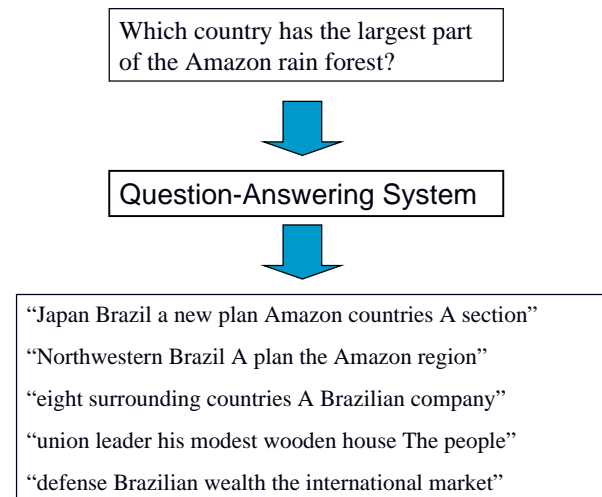 Which country has the largest part
of the Amazon rain forest?
Question-Answering System
“Japan Brazil a new plan Amazon countries A section”
“Northwestern Brazil A plan the Amazon region”
“eight surrounding countries A Brazilian company”
“union leader his modest wooden house The people”
“defense Brazilian wealth the international market”